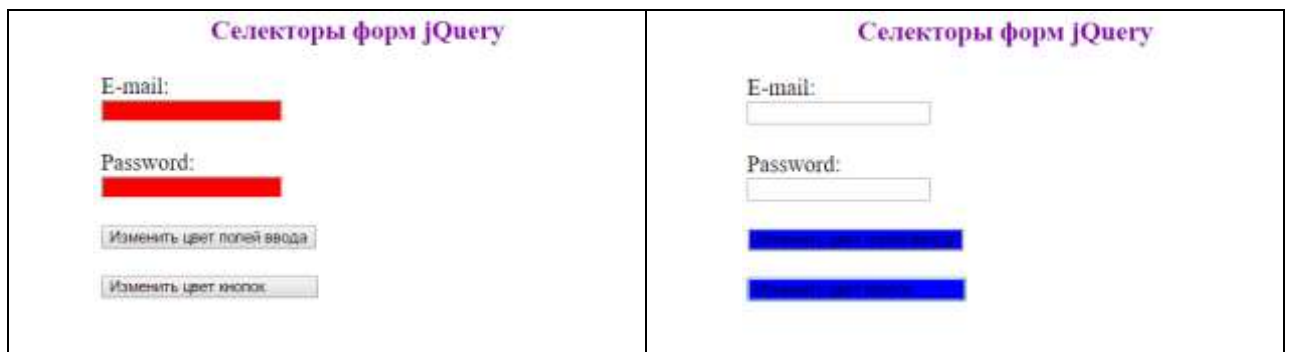 Селекторы форм jQuery
E-mail:
Password:
Изменить цвет полей ввода
Изменить цвет кнопок
Селекторы форм jQuery
E-mail:
Password: